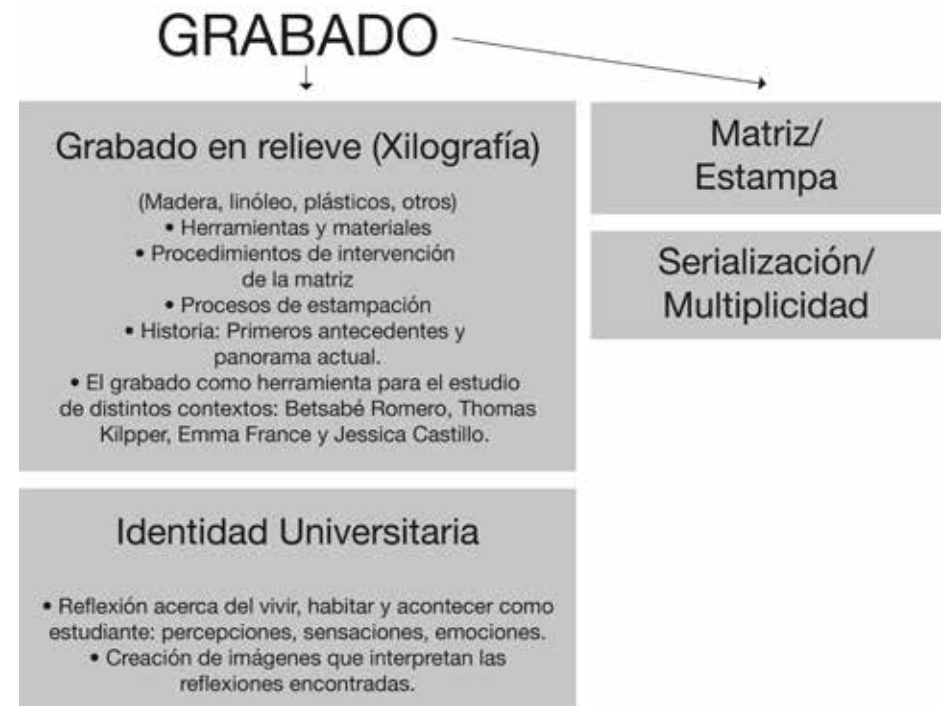 GRABADO
Grabado en relieve (Xilografía)
(Madera, linóleo, plásticos, otros)
• Herramientas y materiales
• Procedimientos de intervención
de la matriz
• Procesos de estampación
• Historia: Primeros antecedentes y
panorama actual.
• El grabado como herramienta para el estudio
de distintos contextos: Betsabé Romero, Thomas
Kilpper, Emma France y Jessica Castillo.
Identidad Universitaria
• Reflexión acerca del vivir, habitar y acontecer como
estudiante: percepciones, sensaciones, emociones.
• Creación de imágenes que interpretan las
reflexiones encontradas.
Matriz/
Estampa
Serialización/
Multiplicidad